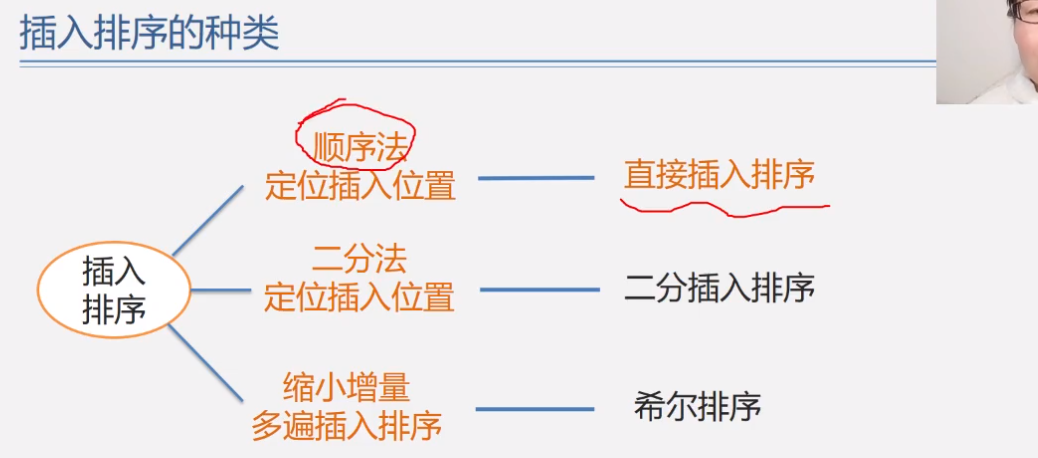 插入排序的种类
顺序法
定位插入位置
直接插入排序
二分法
定位插入位置
二分插入排序
插入
排序
缩小增量
多遍插入排序
希尔排序